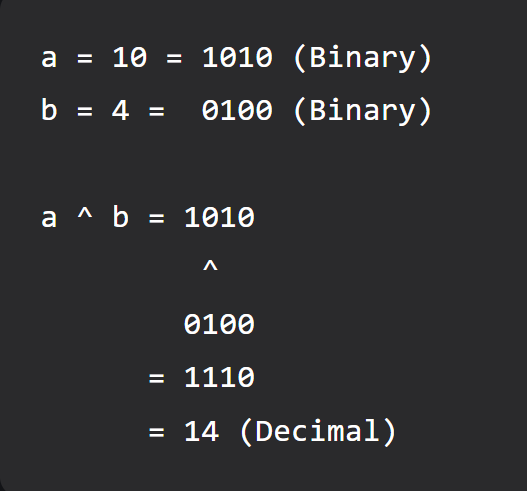 a = 10 = 1010 (Binary)
b = 4 =  0100 (Binary)
a ^ b = 1010
^
0100
= 1110
= 14 (Decimal)